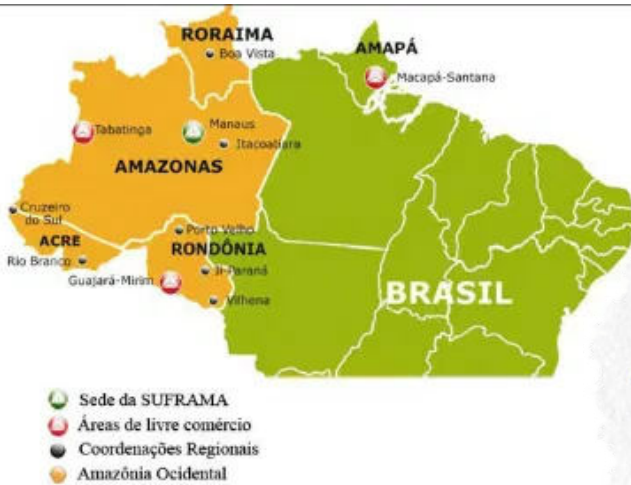 RORAIMA
Boa Vista
AMAPÁ
Macapá-Santana
Tabatinga
Manaus
Itacoatiara
AMAZONAS
Cruzeiro
do Sul
Porto Velho
ACRE
RONDÔNIA
Rio Branco
Ji-Paraná
Guajará-Mirim
Vilhena
BRASIL
Sede da SUFRAMA
Áreas de livre comércio
Coordenações Regionais
Amazônia Ocidental